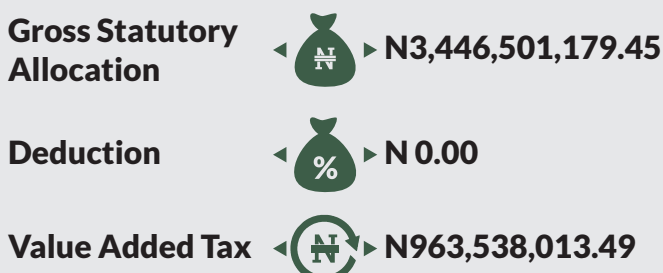 Gross Statutory
Allocation
₦
N3,446,501,179.45
Deduction
%
N 0.00
Value Added Tax
₦
N963,538,013.49